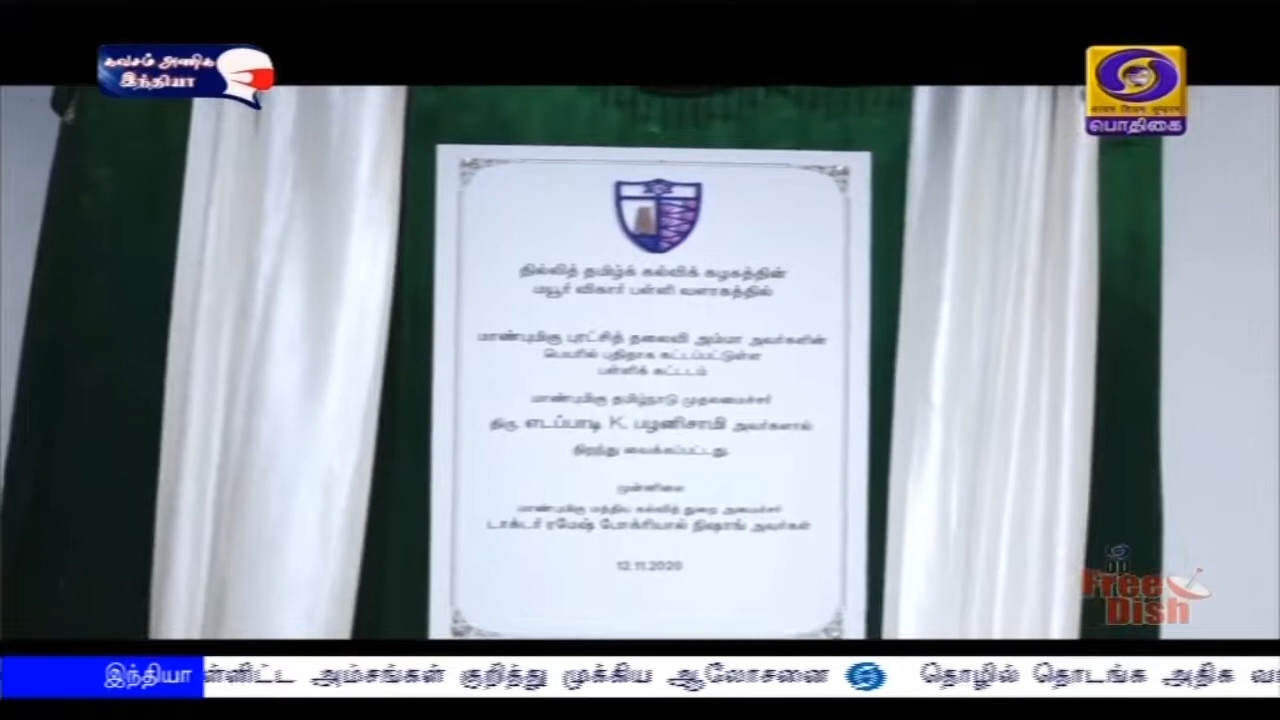 கவசம் அணிக
இந்தியா
பொதிகை
தில்லித் தமிழ்க் கல்விக் கழகத்தின்
மயூர் விகார் பள்ளி வளாகத்தில்
மாண்புமிகு புரட்சித் தலைவி அம்மா அவர்களின்
பெயரில் புதிதாக கட்டப்பட்டுள்ள
பள்ளிக் கட்டடம்
மாண்புமிகு தமிழ்நாடு முதலமைச்சர்
திரு. எடப்பாடி K. பழனிசாமி அவர்களால்
திறந்து வைக்கப்பட்டது.
முன்னிலை
மாண்புமிகு மத்திய கல்வித் துறை அமைச்சர்
டாக்டர் ரமேஷ் போக்ரியால் நிஷாங் அவர்கள்
12.11.2020
Free
Dish
இந்தியா ள்ளிட்ட அம்சங்கள் குறித்து முக்கிய ஆலோசனை தொழில் தொடங்க அதிக